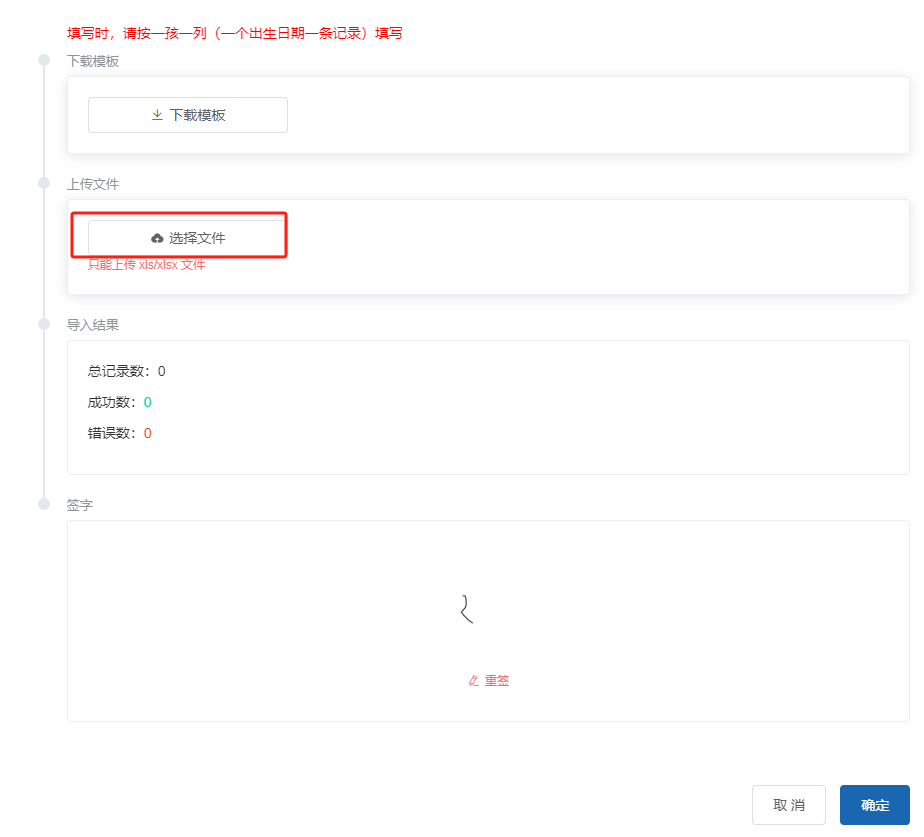 填写时，请按一孩一列（一个出生日期一条记录）填写
下载模板
下载模板
上传文件
选择文件
只能上传 xls/xlsx 文件
导入结果
总记录数：0
成功数：0
错误数：0
签字
重签
取 消
确定